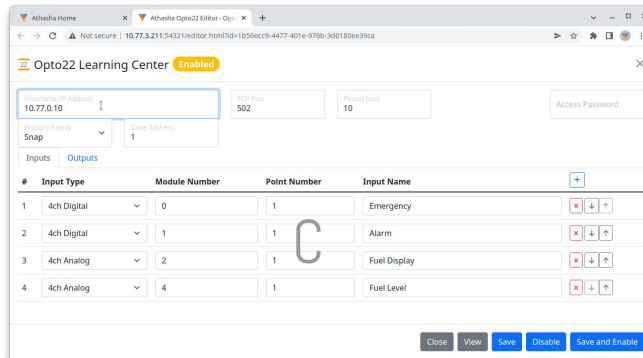 Athasha Home
Athasha Opto22 Editor - Opto
Not secure | 10.77.3.211:54321/editor.html?id=1b56ecc9-4477-401e-976b-3d0180ee39ca
22 Opto22 Learning Center Enabled
Hostname/IP Address TCP Port Period (ms)
10.77.0.10 502 10 Access Password
Product Family Slave Address
Snap 1
Inputs Outputs
# Input Type Module Number Point Number Input Name +
1 4ch Digital 0 1 Emergency
2 4ch Digital 1 1 Alarm
3 4ch Analog 2 1 Fuel Display
4 4ch Analog 4 1 Fuel Level
C
Close View Save Disable Save and Enable